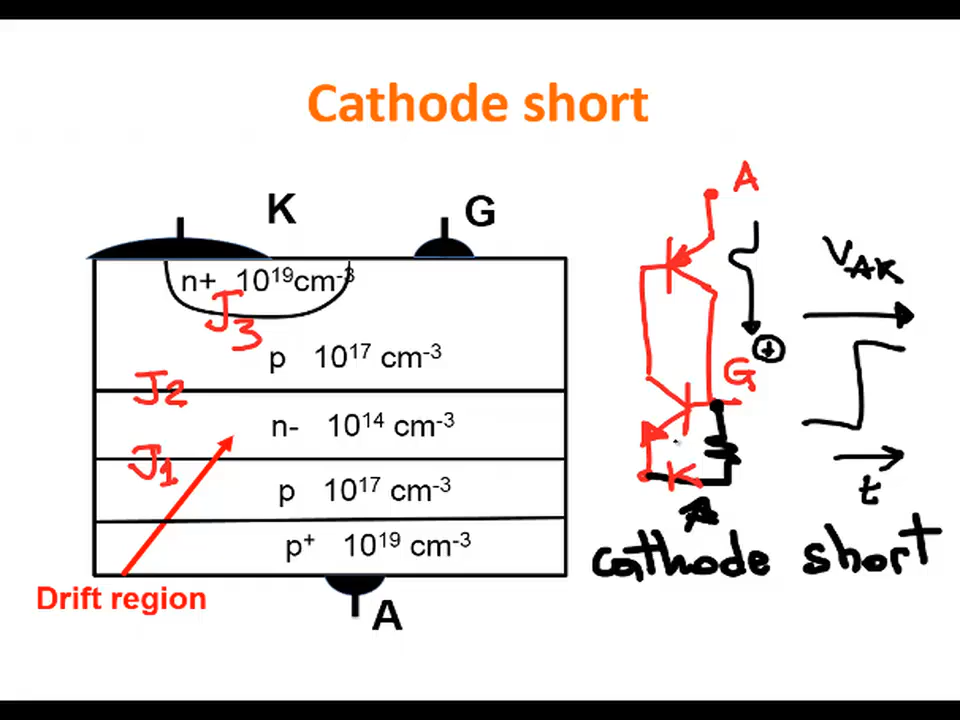 Cathode short
K
G
n+ 10¹⁹cm⁻³
J3
p 10¹⁷ cm⁻³
J2
n- 10¹⁴ cm⁻³
J1
p 10¹⁷ cm⁻³
p⁺ 10¹⁹ cm⁻³
Drift region
A
A
VAK
+
G
t
K
cathode short